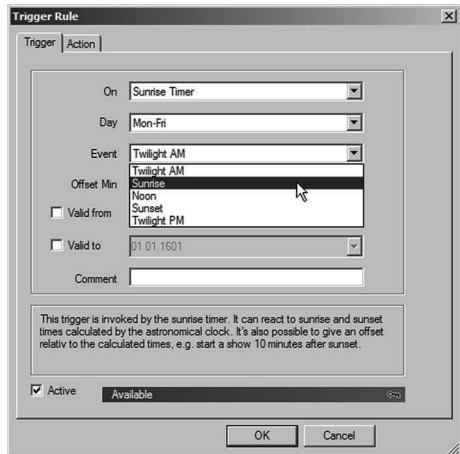 Trigger Rule
Trigger Action
On Sunrise Timer
Day Mon-Fri
Event Twilight AM
Twilight AM
Offset Min Sunrise
Noon
Valid from Sunset
Twilight PM
Valid to 01.01.1601
Comment
This trigger is invoked by the sunrise timer. It can react to sunrise and sunset
times calculated by the astronomical clock. It's also possible to give an offset
relativ to the calculated times, e.g. start a show 10 minutes after sunset.
Active Available
OK Cancel